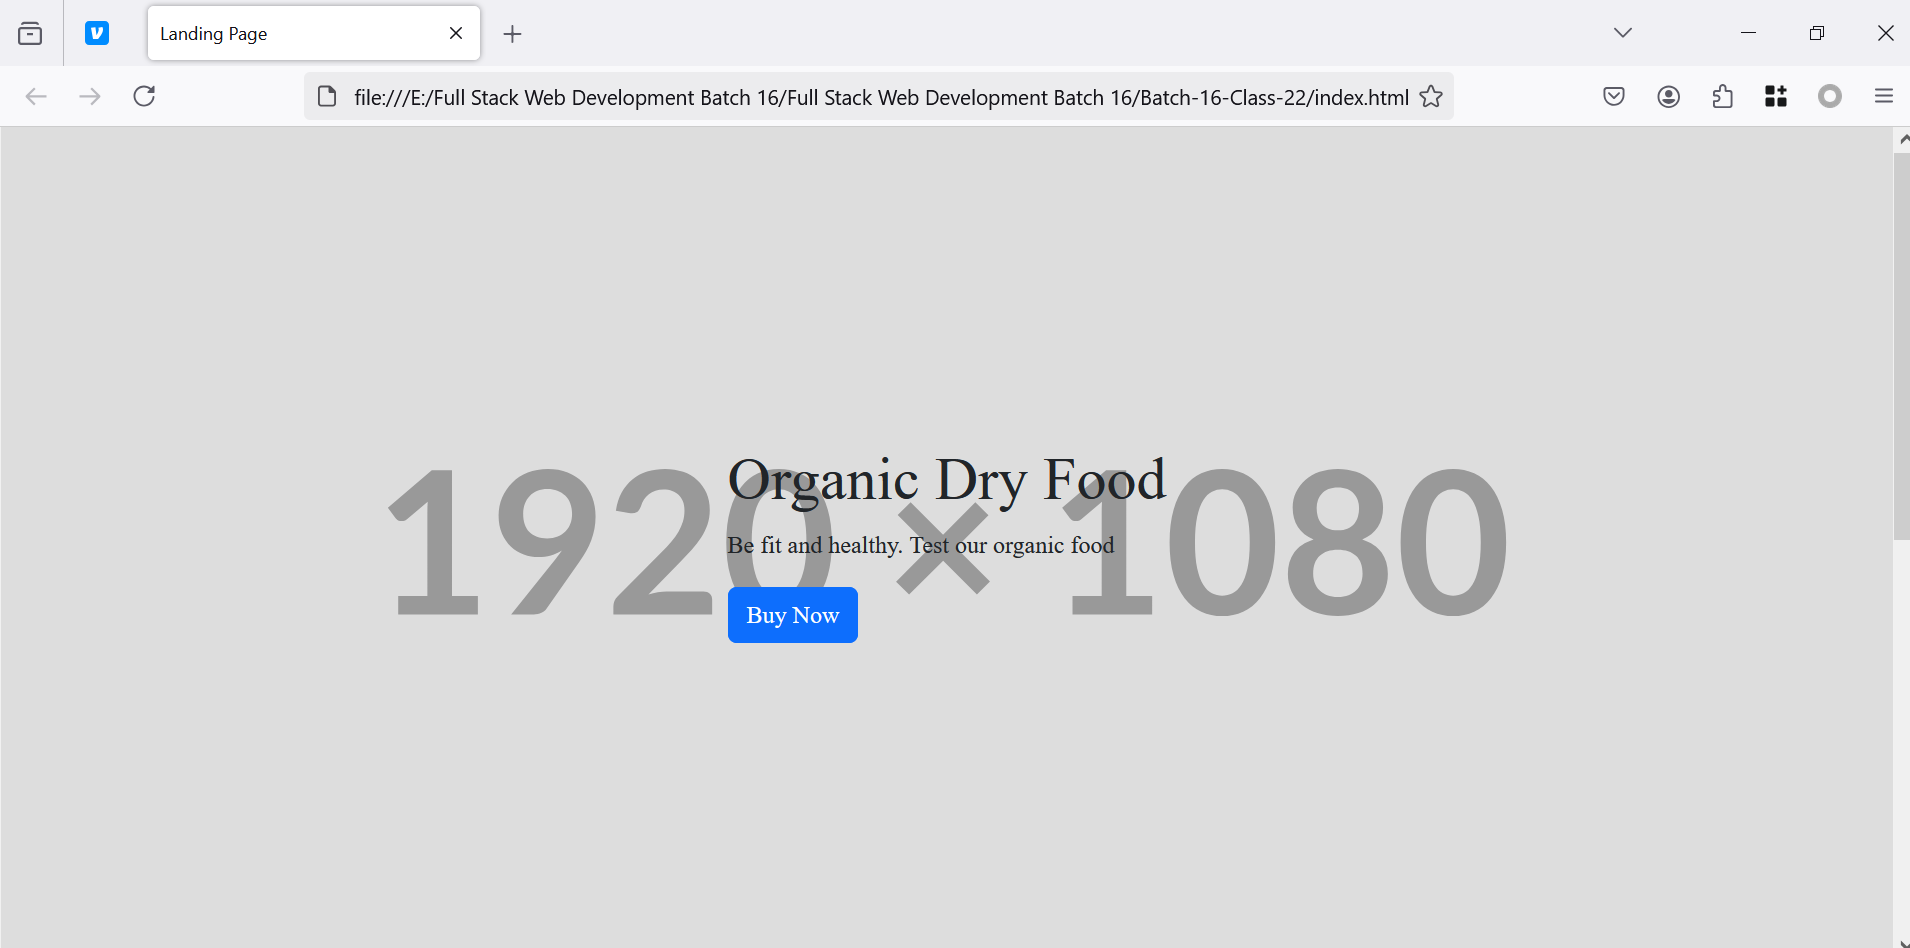 Landing Page
file:///E:/Full Stack Web Development Batch 16/Full Stack Web Development Batch 16/Batch-16-Class-22/index.html
1920 × 1080
Organic Dry Food
Be fit and healthy. Test our organic food
Buy Now